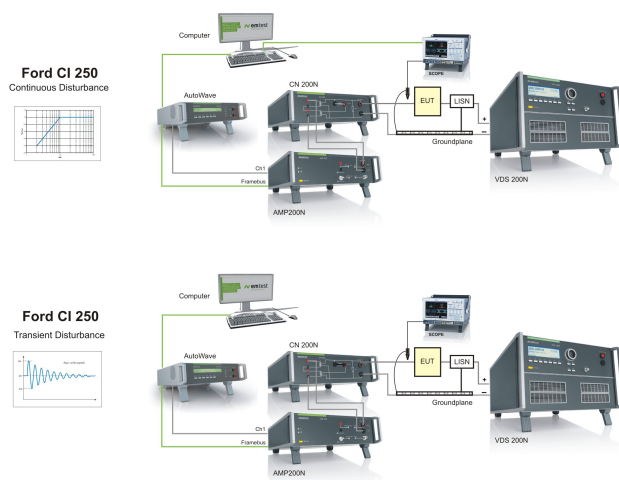 Computer
emtest
SCOPE
Ford CI 250
Continuous Disturbance
AutoWave
CN 200N
EUT
LISN
+
−
Groundplane
Ch1
Framebus
AMP200N
VDS 200N
Computer
emtest
SCOPE
Ford CI 250
Transient Disturbance
AutoWave
CN 200N
EUT
LISN
+
−
Groundplane
Ch1
Framebus
AMP200N
VDS 200N